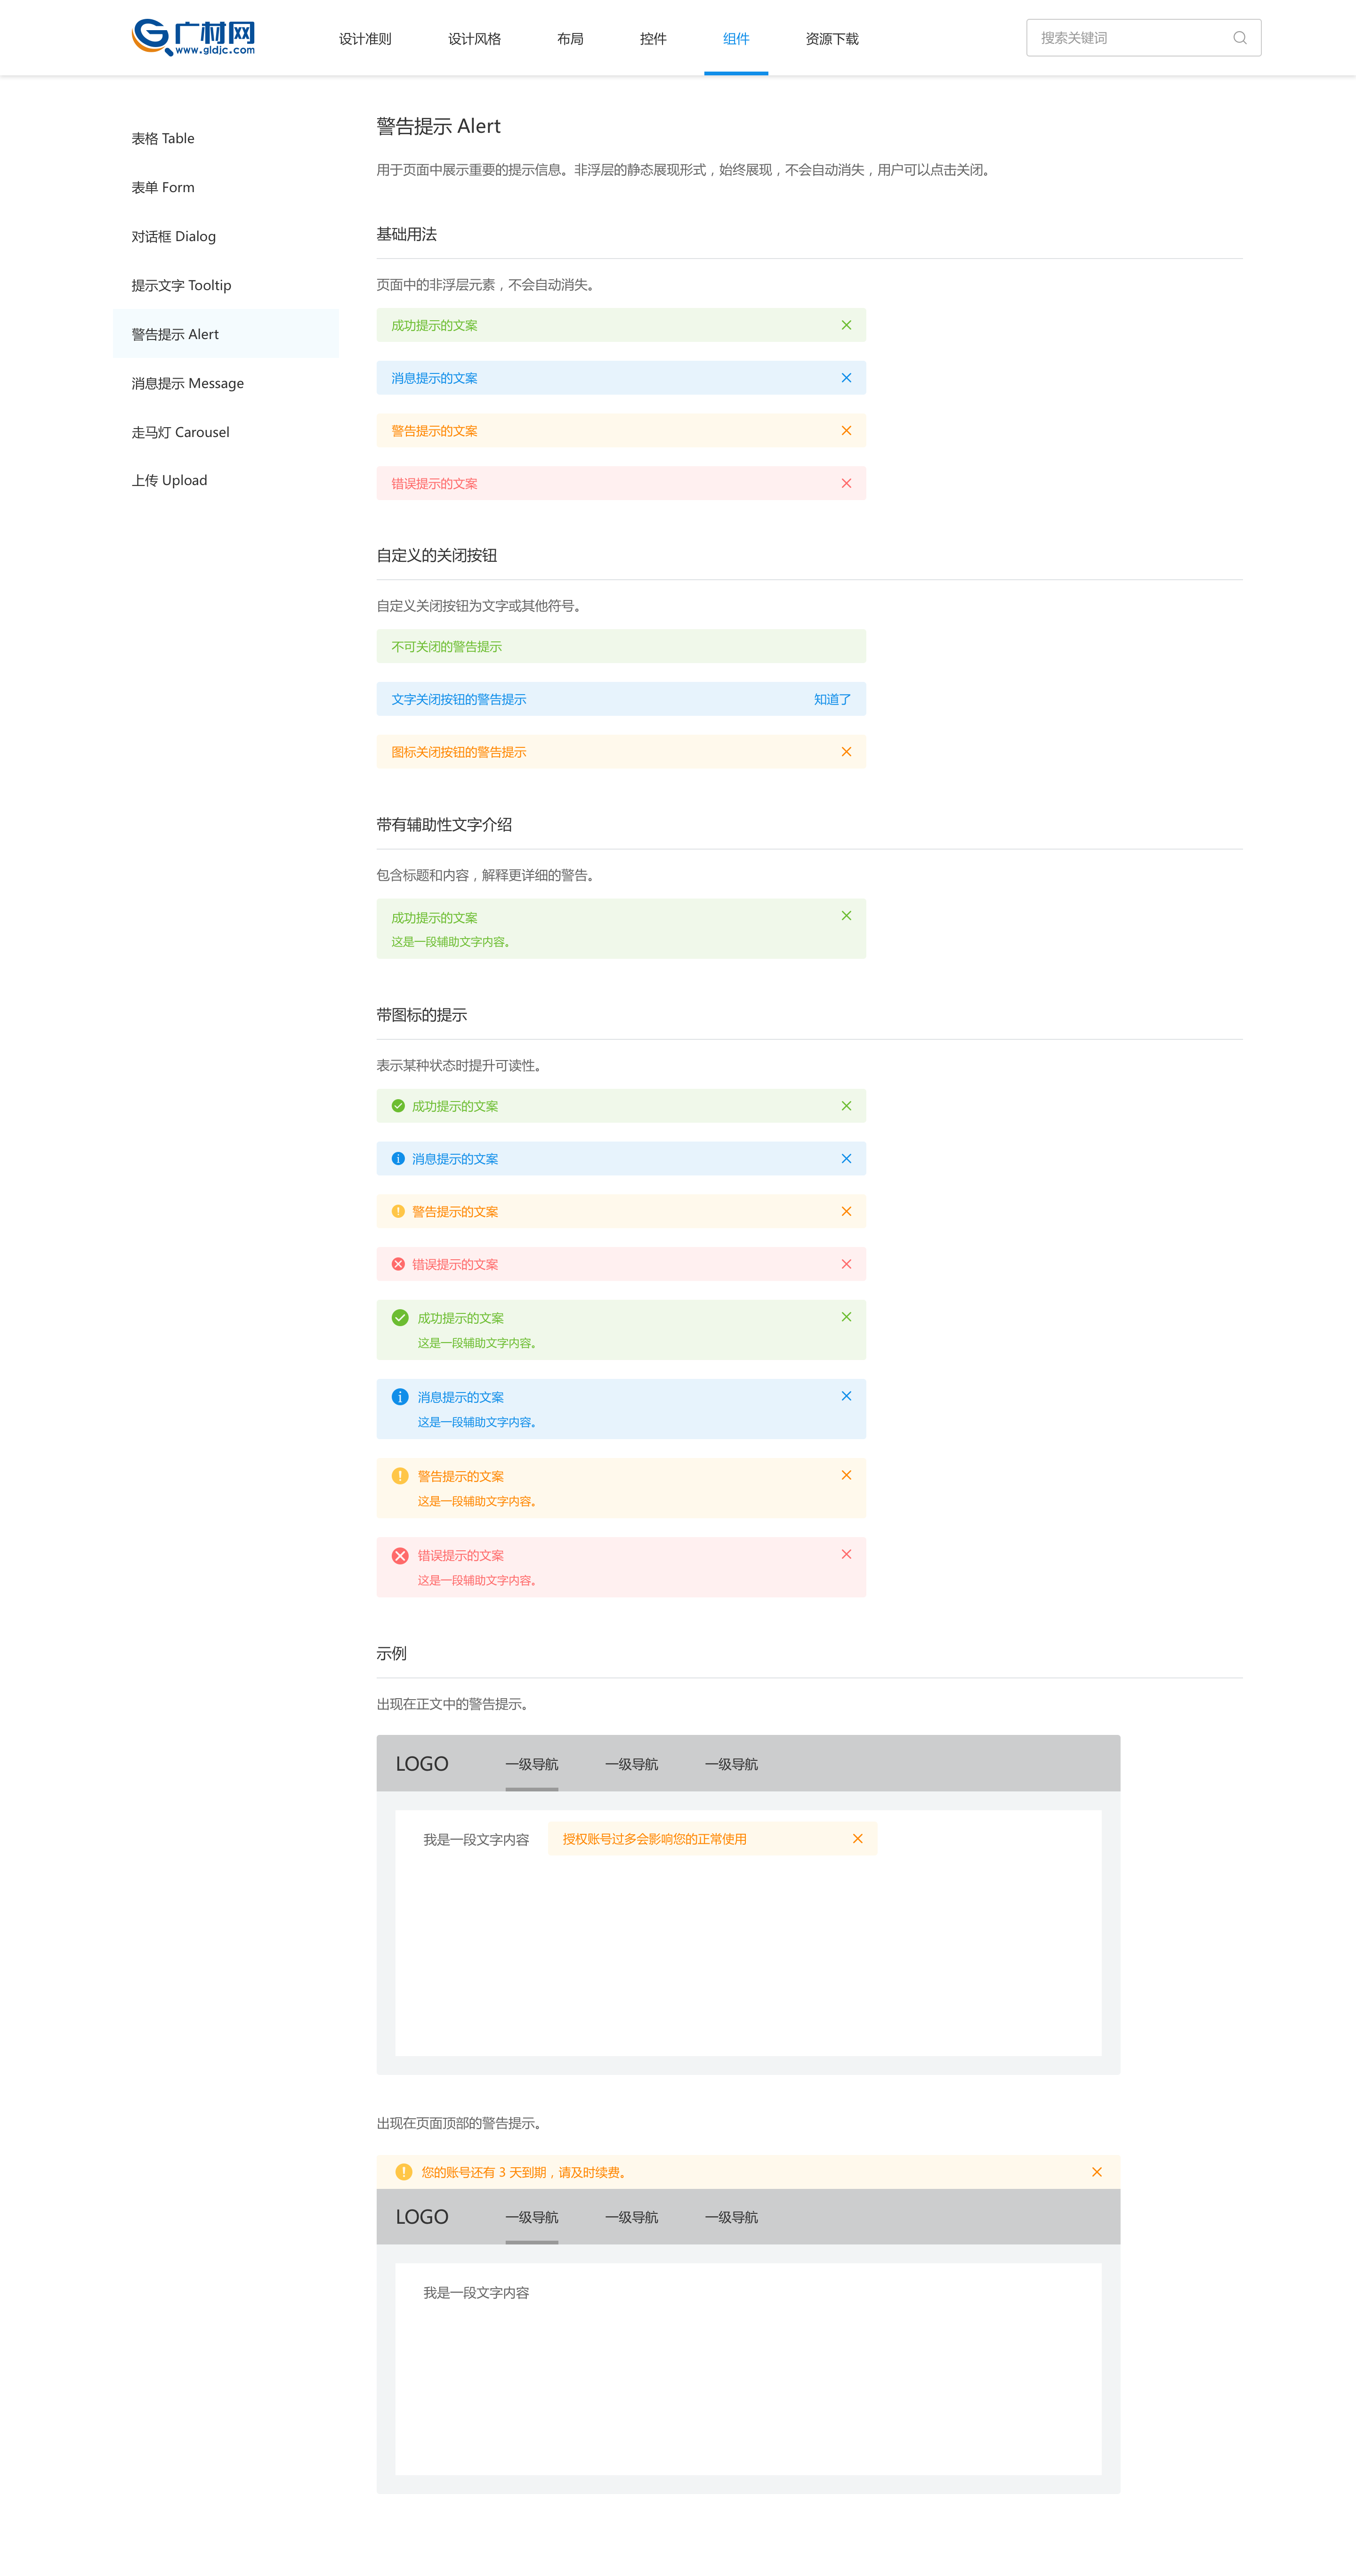 广材网
www.gldjc.com
设计准则 设计风格 布局 控件 组件 资源下载
搜索关键词
表格 Table
表单 Form
对话框 Dialog
提示文字 Tooltip
警告提示 Alert
消息提示 Message
走马灯 Carousel
上传 Upload
警告提示 Alert
用于页面中展示重要的提示信息。非浮层的静态展现形式，始终展现，不会自动消失，用户可以点击关闭。
基础用法
页面中的非浮层元素，不会自动消失。
成功提示的文案
消息提示的文案
警告提示的文案
错误提示的文案
自定义的关闭按钮
自定义关闭按钮为文字或其他符号。
不可关闭的警告提示
文字关闭按钮的警告提示 知道了
图标关闭按钮的警告提示
带有辅助性文字介绍
包含标题和内容，解释更详细的警告。
成功提示的文案
这是一段辅助文字内容。
带图标的提示
表示某种状态时提升可读性。
成功提示的文案
消息提示的文案
警告提示的文案
错误提示的文案
成功提示的文案
这是一段辅助文字内容。
消息提示的文案
这是一段辅助文字内容。
警告提示的文案
这是一段辅助文字内容。
错误提示的文案
这是一段辅助文字内容。
示例
出现在正文中的警告提示。
LOGO 一级导航 一级导航 一级导航
我是一段文字内容 授权账号过多会影响您的正常使用
出现在页面顶部的警告提示。
您的账号还有 3 天到期，请及时续费。
LOGO 一级导航 一级导航 一级导航
我是一段文字内容